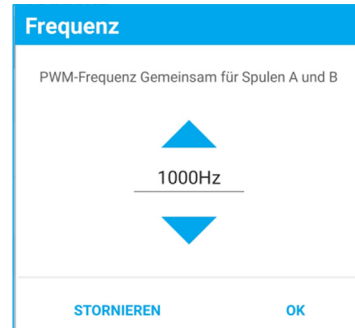 Frequenz
PWM-Frequenz Gemeinsam für Spulen A und B
1000Hz
STORNIEREN OK